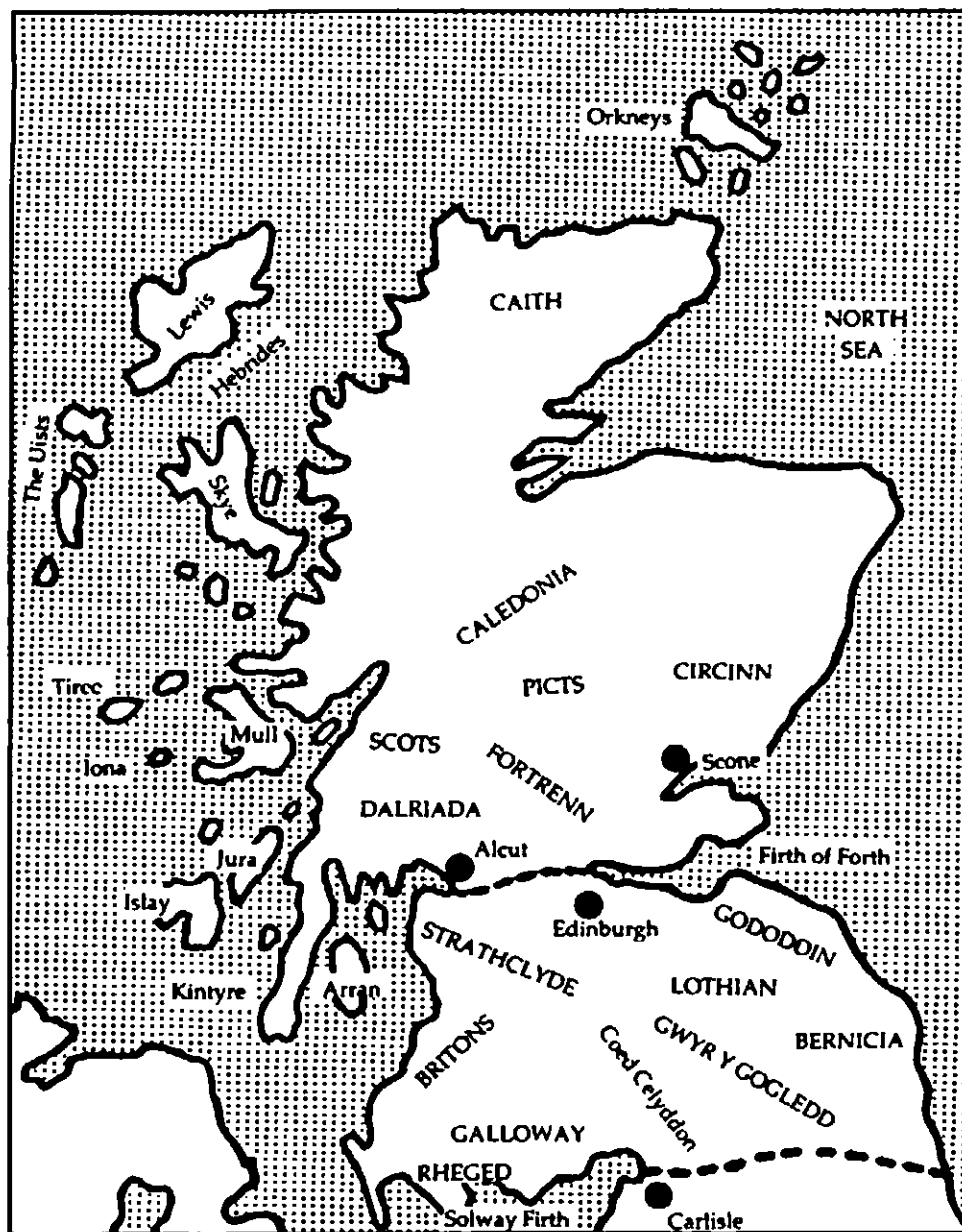 Orkneys
CAITH
NORTH
SEA
Lewis
Hebrides
The Uists
Skye
CALEDONIA
CIRCINN
PICTS
Tiree
Mull
SCOTS
Iona
FORTRENN
Scone
DALRIADA
Alcut
Jura
Firth of Forth
Islay
Edinburgh
GODODDIN
STRATHCLYDE
Kintyre
Arran
LOTHIAN
BRITONS
Coed Celyddon
GWYR Y GOGLEDD
BERNICIA
GALLOWAY
RHEGED
Solway Firth
Carlisle